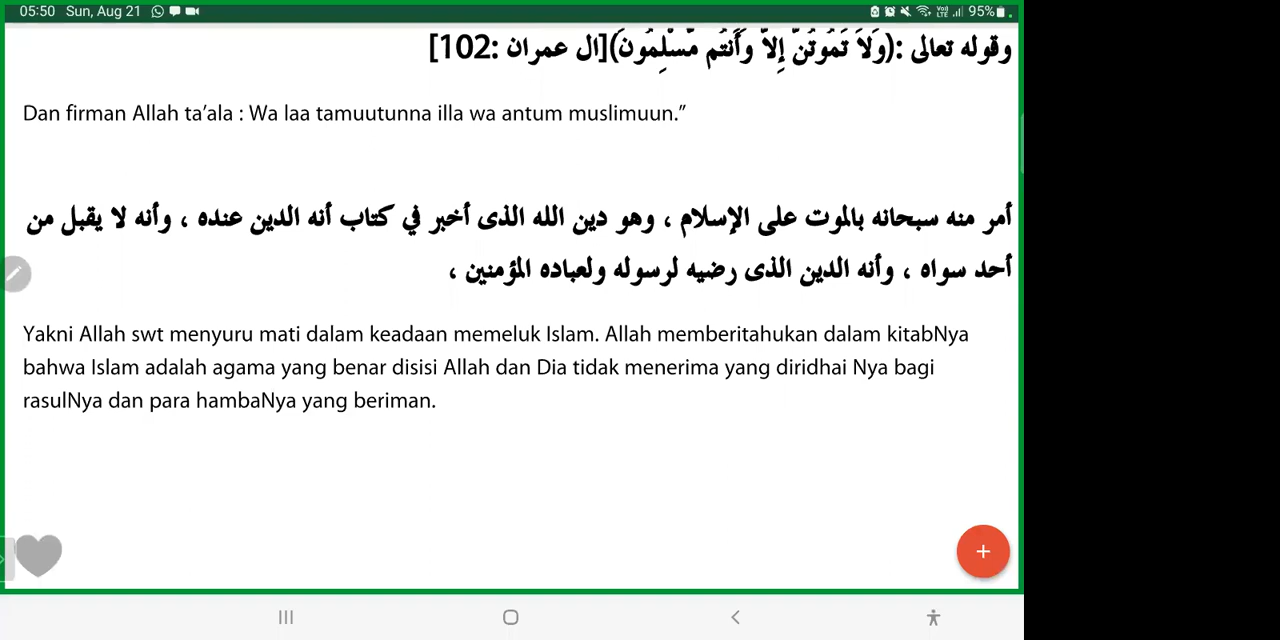 05:50 Sun, Aug 21 95%
وقوله تعالى :(وَلاَ تَمُوتُنَّ إِلاَّ وَأَنتُم مُّسْلِمُونَ)[ال عمران :102]
Dan firman Allah ta’ala : Wa laa tamuutunna illa wa antum muslimuun.”
أمر منه سبحانه بالموت على الإسلام ، وهو دين الله الذى أخبر في كتاب أنه الدين عنده ، وأنه لا يقبل من
أحد سواه ، وأنه الدين الذى رضيه لرسوله ولعباده المؤمنين ،
Yakni Allah swt menyuru mati dalam keadaan memeluk Islam. Allah memberitahukan dalam kitabNya
bahwa Islam adalah agama yang benar disisi Allah dan Dia tidak menerima yang diridhai Nya bagi
rasulNya dan para hambaNya yang beriman.